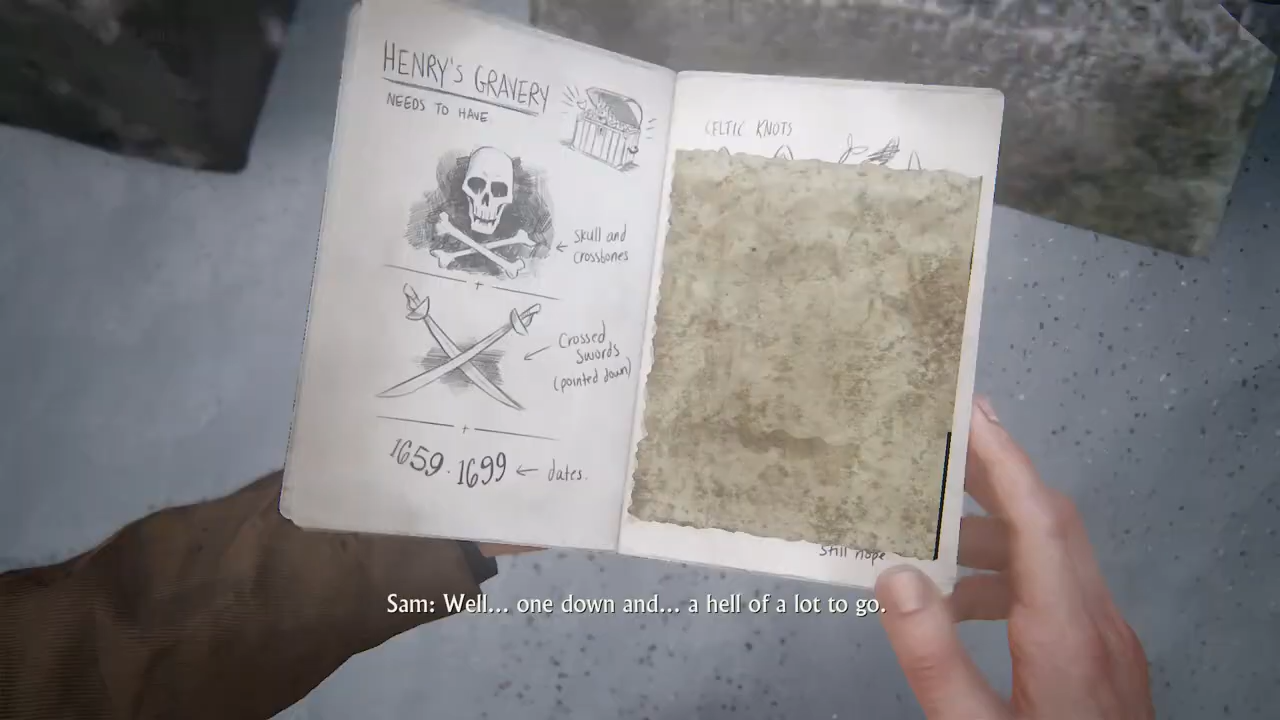 HENRY'S GRAVERY
NEEDS TO HAVE
Skull and
crossbones
+
Crossed
Swords
(pointed down)
+
1659 · 1699 ← dates.
CELTIC KNOTS
Still nope
Sam: Well... one down and... a hell of a lot to go.